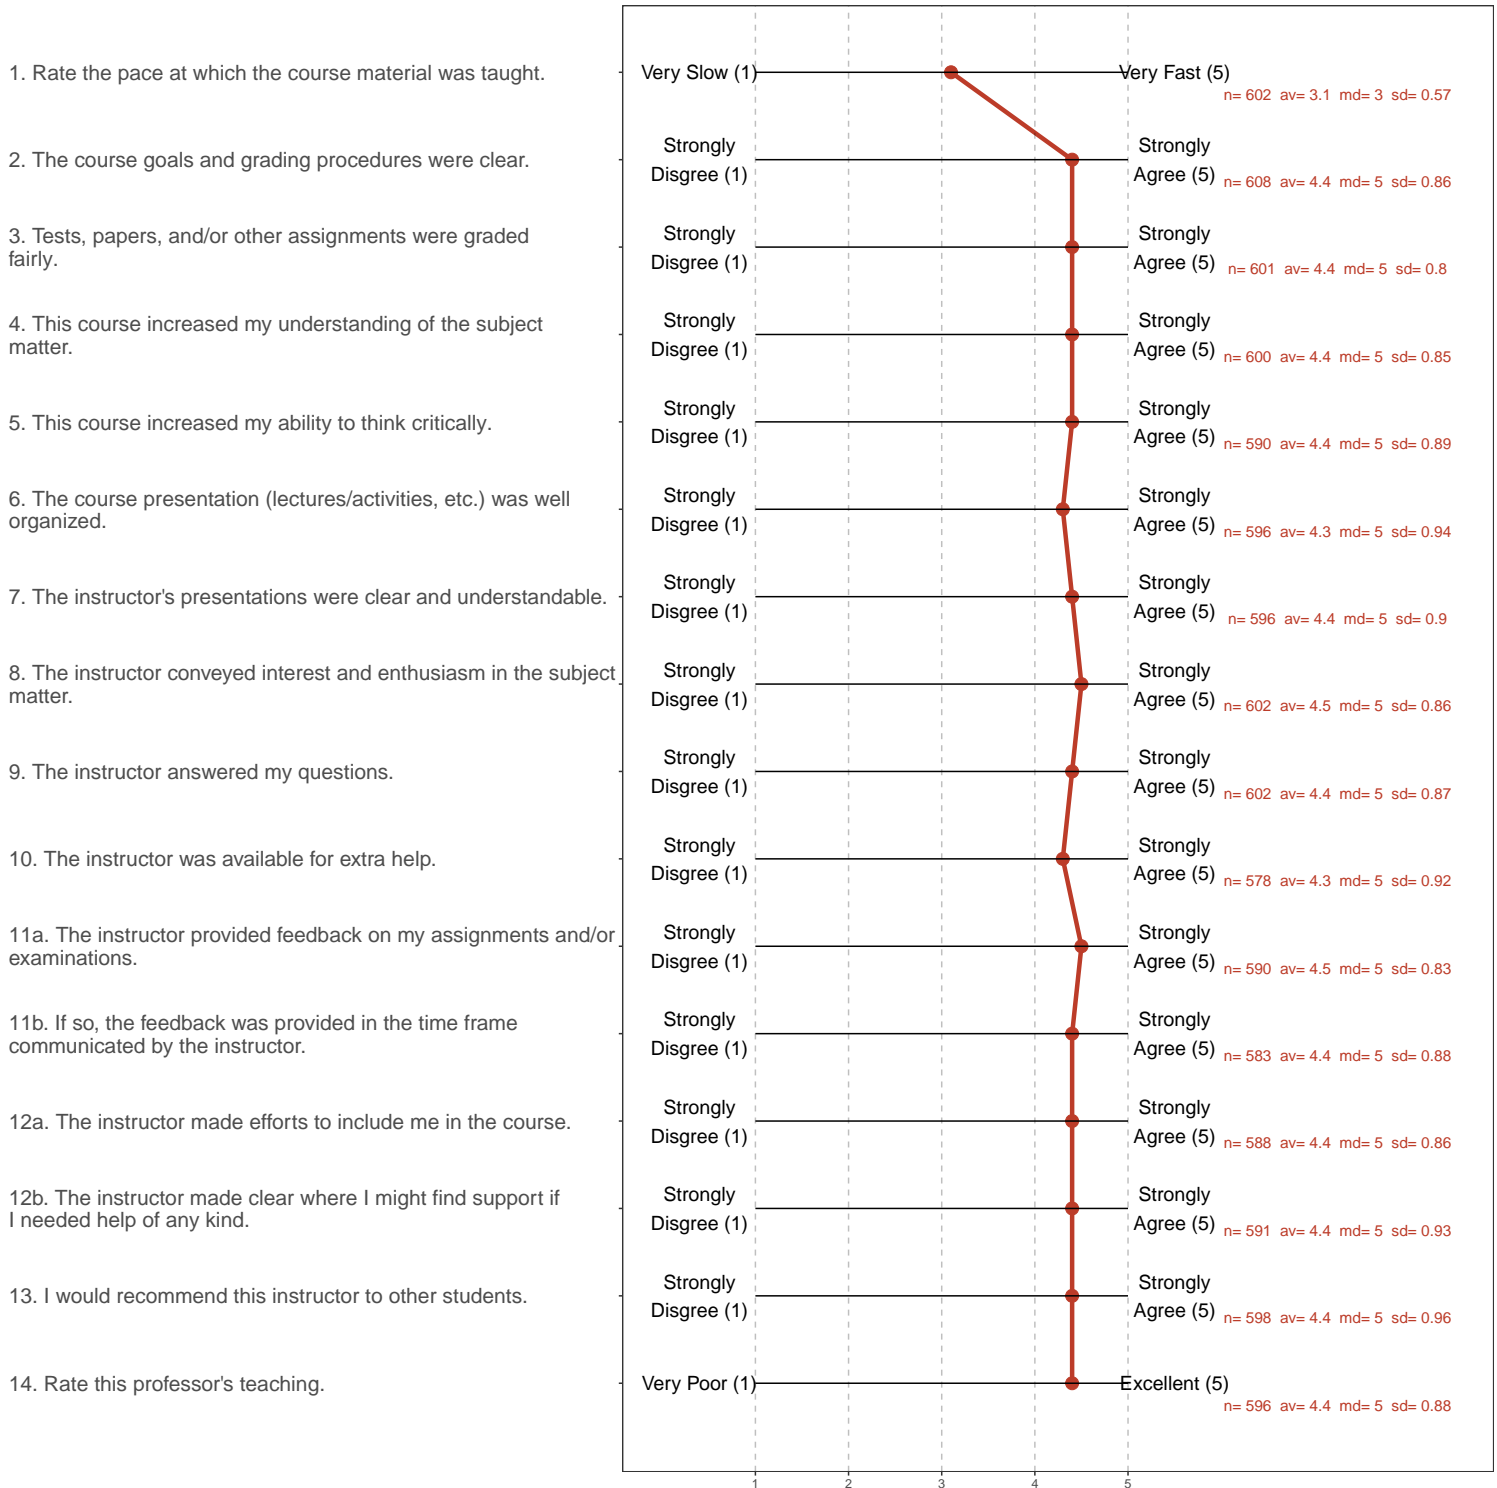 1. Rate the pace at which the course material was taught.
Very Slow (1)
Very Fast (5)
n= 602 av= 3.1 md= 3 sd= 0.57
2. The course goals and grading procedures were clear.
Strongly
Disgree (1)
Strongly
Agree (5)
n= 608 av= 4.4 md= 5 sd= 0.86
3. Tests, papers, and/or other assignments were graded
fairly.
Strongly
Disgree (1)
Strongly
Agree (5)
n= 601 av= 4.4 md= 5 sd= 0.8
4. This course increased my understanding of the subject
matter.
Strongly
Disgree (1)
Strongly
Agree (5)
n= 600 av= 4.4 md= 5 sd= 0.85
5. This course increased my ability to think critically.
Strongly
Disgree (1)
Strongly
Agree (5)
n= 590 av= 4.4 md= 5 sd= 0.89
6. The course presentation (lectures/activities, etc.) was well
organized.
Strongly
Disgree (1)
Strongly
Agree (5)
n= 596 av= 4.3 md= 5 sd= 0.94
7. The instructor's presentations were clear and understandable.
Strongly
Disgree (1)
Strongly
Agree (5)
n= 596 av= 4.4 md= 5 sd= 0.9
8. The instructor conveyed interest and enthusiasm in the subject
matter.
Strongly
Disgree (1)
Strongly
Agree (5)
n= 602 av= 4.5 md= 5 sd= 0.86
9. The instructor answered my questions.
Strongly
Disgree (1)
Strongly
Agree (5)
n= 602 av= 4.4 md= 5 sd= 0.87
10. The instructor was available for extra help.
Strongly
Disgree (1)
Strongly
Agree (5)
n= 578 av= 4.3 md= 5 sd= 0.92
11a. The instructor provided feedback on my assignments and/or
examinations.
Strongly
Disgree (1)
Strongly
Agree (5)
n= 590 av= 4.5 md= 5 sd= 0.83
11b. If so, the feedback was provided in the time frame
communicated by the instructor.
Strongly
Disgree (1)
Strongly
Agree (5)
n= 583 av= 4.4 md= 5 sd= 0.88
12a. The instructor made efforts to include me in the course.
Strongly
Disgree (1)
Strongly
Agree (5)
n= 588 av= 4.4 md= 5 sd= 0.86
12b. The instructor made clear where I might find support if
I needed help of any kind.
Strongly
Disgree (1)
Strongly
Agree (5)
n= 591 av= 4.4 md= 5 sd= 0.93
13. I would recommend this instructor to other students.
Strongly
Disgree (1)
Strongly
Agree (5)
n= 598 av= 4.4 md= 5 sd= 0.96
14. Rate this professor's teaching.
Very Poor (1)
Excellent (5)
n= 596 av= 4.4 md= 5 sd= 0.88
1 2 3 4 5